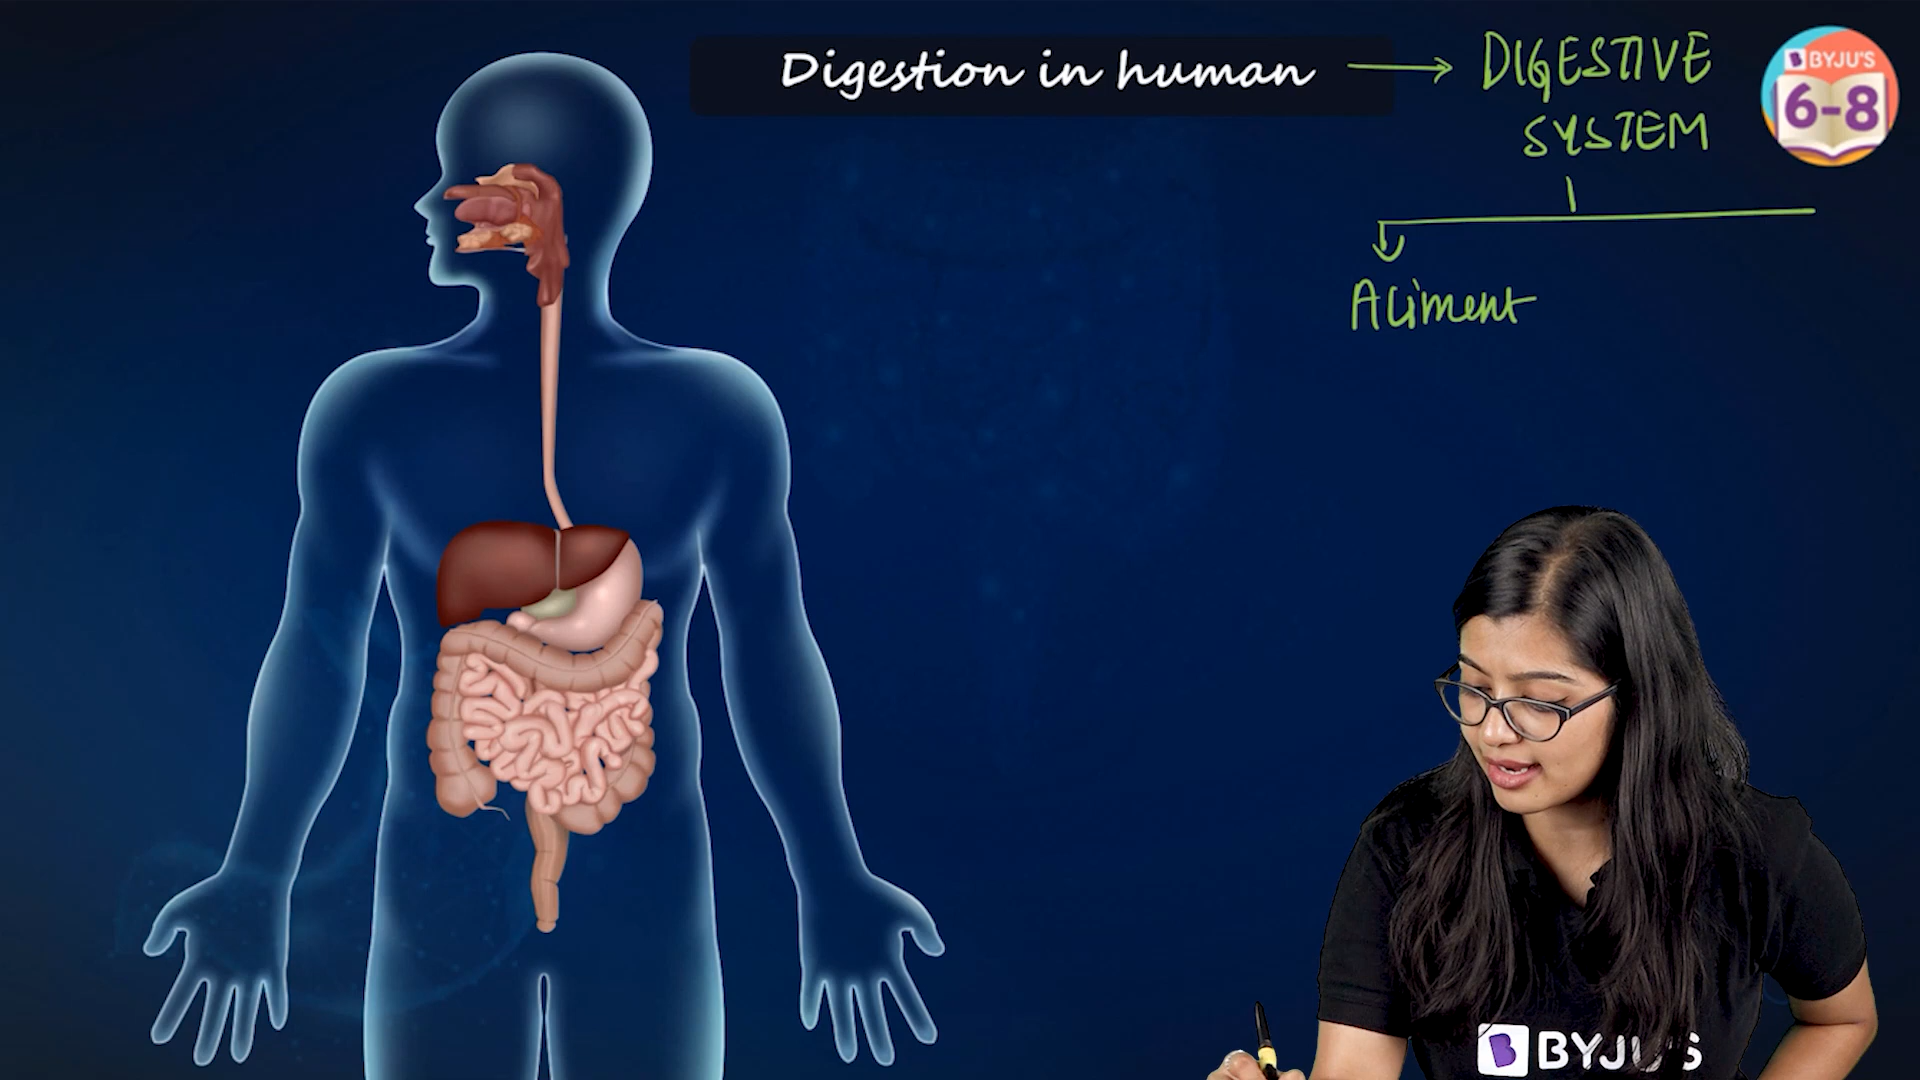 Digestion in human
DIGESTIVE
SYSTEM
Aliment
BYJU'S
6-8
BYJU'S